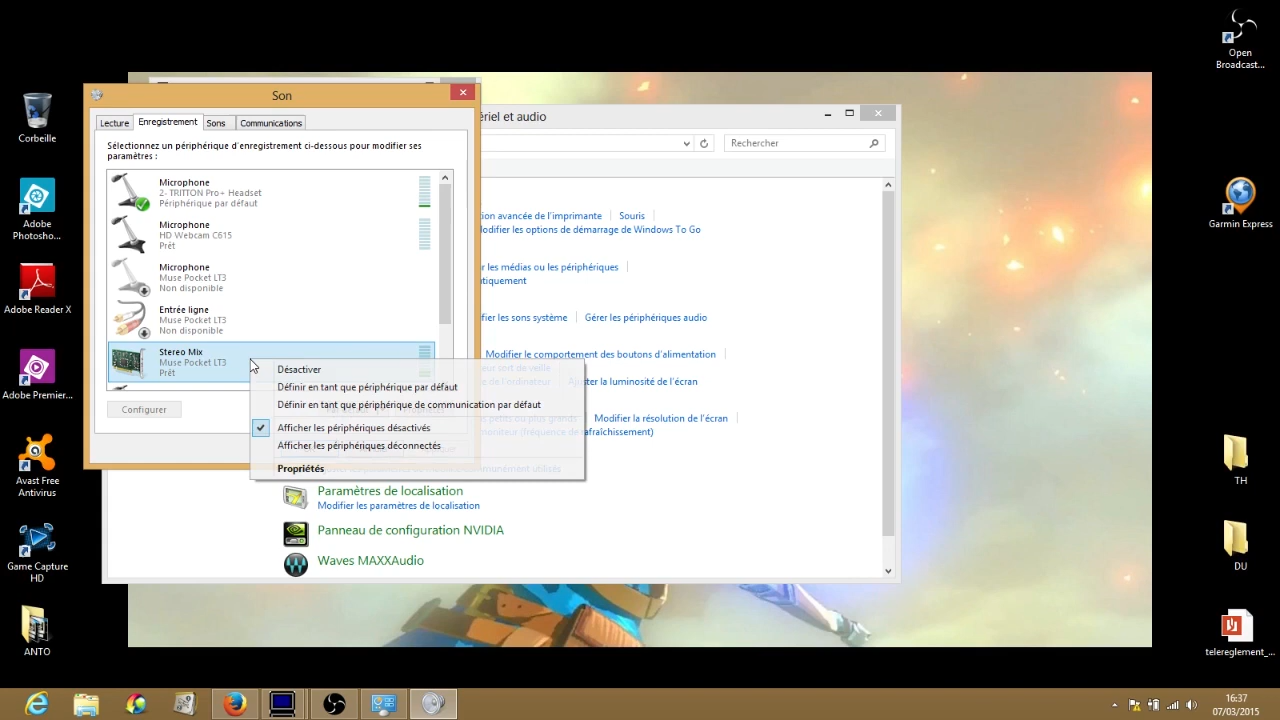 Corbeille
Adobe
Photosho...
Adobe Reader X
Adobe
Premier...
Avast Free
Antivirus
Game Capture
HD
ANTO
Son
Lecture
Enregistrement
Sons
Communications
Sélectionnez un périphérique d'enregistrement ci-dessous pour modifier ses
paramètres :
Microphone
2- TRITTON Pro+ Headset
Périphérique par défaut
Microphone
HD Webcam C615
Prêt
Microphone
Muse Pocket LT3
Non disponible
Entrée ligne
Muse Pocket LT3
Non disponible
Stereo Mix
Muse Pocket LT3
Prêt
Configurer
Désactiver
Définir en tant que périphérique par défaut
Définir en tant que périphérique de communication par défaut
Afficher les périphériques désactivés
Afficher les périphériques déconnectés
Propriétés
ériel et audio
Rechercher
ion avancée de l'imprimante
Souris
Modifier les options de démarrage de Windows To Go
r les médias ou les périphériques
tiquement
fier les sons système
Gérer les périphériques audio
Modifier le comportement des boutons d'alimentation
Ajuster la luminosité de l'écran
Modifier la résolution de l'écran
moniteur (fréquence de rafraîchissement)
Paramètres de localisation
Modifier les paramètres de localisation
Panneau de configuration NVIDIA
Waves MAXXAudio
Open
Broadcast...
Garmin Express
TH
DU
telereglement_...
16:37
07/03/2015